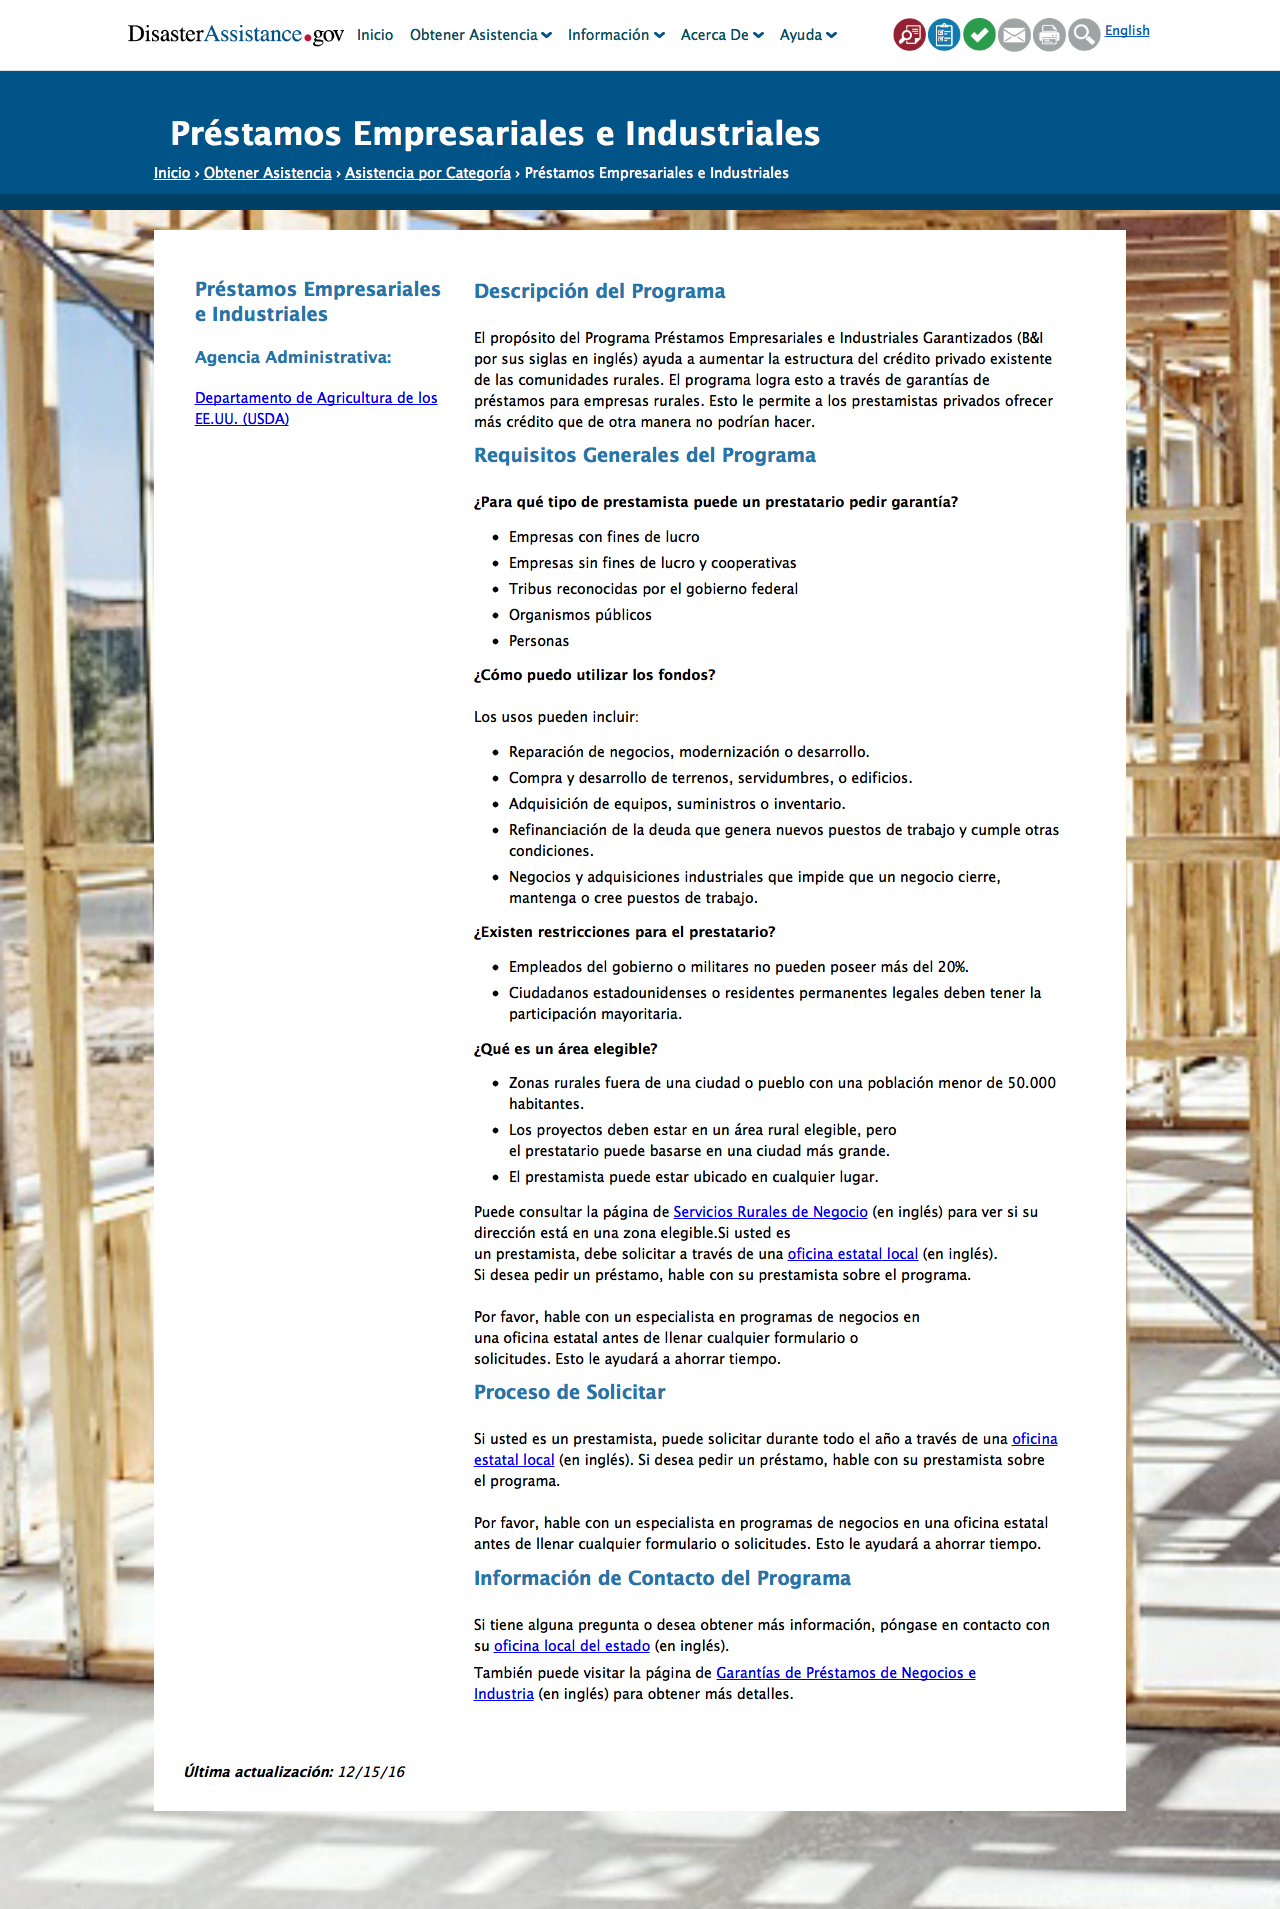 DisasterAssistance.gov Inicio Obtener Asistencia Información Acerca De Ayuda English
Préstamos Empresariales e Industriales
Inicio › Obtener Asistencia › Asistencia por Categoría › Préstamos Empresariales e Industriales
Préstamos Empresariales
e Industriales
Agencia Administrativa:
Departamento de Agricultura de los
EE.UU. (USDA)
Descripción del Programa
El propósito del Programa Préstamos Empresariales e Industriales Garantizados (B&I
por sus siglas en inglés) ayuda a aumentar la estructura del crédito privado existente
de las comunidades rurales. El programa logra esto a través de garantías de
préstamos para empresas rurales. Esto le permite a los prestamistas privados ofrecer
más crédito que de otra manera no podrían hacer.
Requisitos Generales del Programa
¿Para qué tipo de prestamista puede un prestatario pedir garantía?
• Empresas con fines de lucro
• Empresas sin fines de lucro y cooperativas
• Tribus reconocidas por el gobierno federal
• Organismos públicos
• Personas
¿Cómo puedo utilizar los fondos?
Los usos pueden incluir:
• Reparación de negocios, modernización o desarrollo.
• Compra y desarrollo de terrenos, servidumbres, o edificios.
• Adquisición de equipos, suministros o inventario.
• Refinanciación de la deuda que genera nuevos puestos de trabajo y cumple otras
condiciones.
• Negocios y adquisiciones industriales que impide que un negocio cierre,
mantenga o cree puestos de trabajo.
¿Existen restricciones para el prestatario?
• Empleados del gobierno o militares no pueden poseer más del 20%.
• Ciudadanos estadounidenses o residentes permanentes legales deben tener la
participación mayoritaria.
¿Qué es un área elegible?
• Zonas rurales fuera de una ciudad o pueblo con una población menor de 50.000
habitantes.
• Los proyectos deben estar en un área rural elegible, pero
el prestatario puede basarse en una ciudad más grande.
• El prestamista puede estar ubicado en cualquier lugar.
Puede consultar la página de Servicios Rurales de Negocio (en inglés) para ver si su
dirección está en una zona elegible.Si usted es
un prestamista, debe solicitar a través de una oficina estatal local (en inglés).
Si desea pedir un préstamo, hable con su prestamista sobre el programa.
Por favor, hable con un especialista en programas de negocios en
una oficina estatal antes de llenar cualquier formulario o
solicitudes. Esto le ayudará a ahorrar tiempo.
Proceso de Solicitar
Si usted es un prestamista, puede solicitar durante todo el año a través de una oficina
estatal local (en inglés). Si desea pedir un préstamo, hable con su prestamista sobre
el programa.
Por favor, hable con un especialista en programas de negocios en una oficina estatal
antes de llenar cualquier formulario o solicitudes. Esto le ayudará a ahorrar tiempo.
Información de Contacto del Programa
Si tiene alguna pregunta o desea obtener más información, póngase en contacto con
su oficina local del estado (en inglés).
También puede visitar la página de Garantías de Préstamos de Negocios e
Industria (en inglés) para obtener más detalles.
Última actualización: 12/15/16